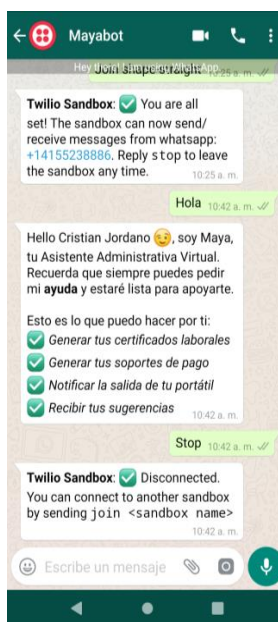 Mayabot
Hey there! I am using WhatsApp.
Join shape-straight 10:25 a. m.
Twilio Sandbox: ✅ You are all
set! The sandbox can now send/
receive messages from whatsapp:
+14155238886. Reply stop to leave
the sandbox any time. 10:25 a. m.
Hola 10:42 a. m.
Hello Cristian Jordano 😉, soy Maya,
tu Asistente Administrativa Virtual.
Recuerda que siempre puedes pedir
mi ayuda y estaré lista para apoyarte.
Esto es lo que puedo hacer por ti:
✅ Generar tus certificados laborales
✅ Generar tus soportes de pago
✅ Notificar la salida de tu portátil
✅ Recibir tus sugerencias 10:42 a. m.
Stop 10:42 a. m.
Twilio Sandbox: ✅ Disconnected.
You can connect to another sandbox
by sending join <sandbox name>
10:42 a. m.
Escribe un mensaje